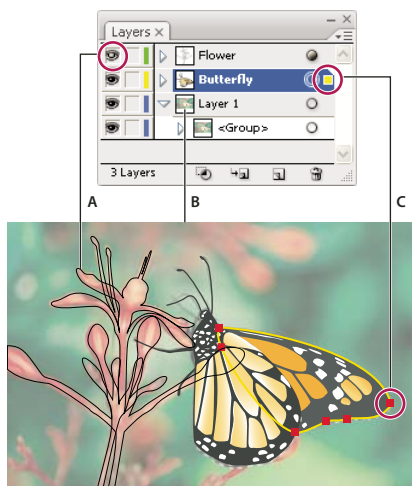 Layers ×
Flower
Butterfly
Layer 1
<Group>
3 Layers
A
B
C